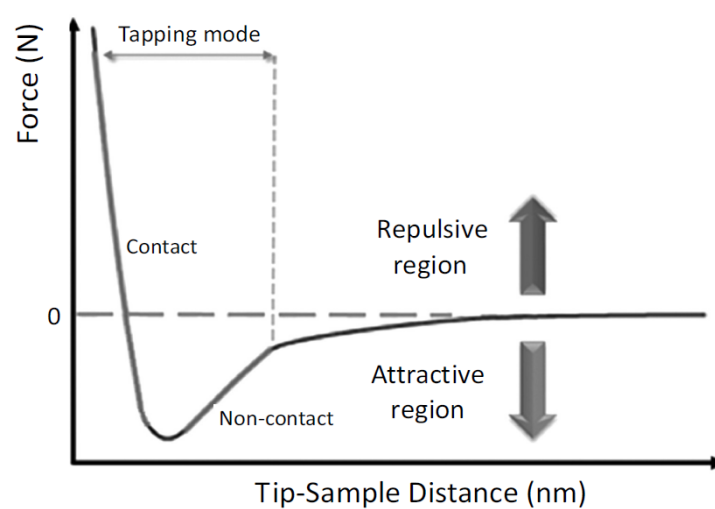 Force (N)
Tapping mode
Contact
Repulsive
region
0
Attractive
region
Non-contact
Tip-Sample Distance (nm)